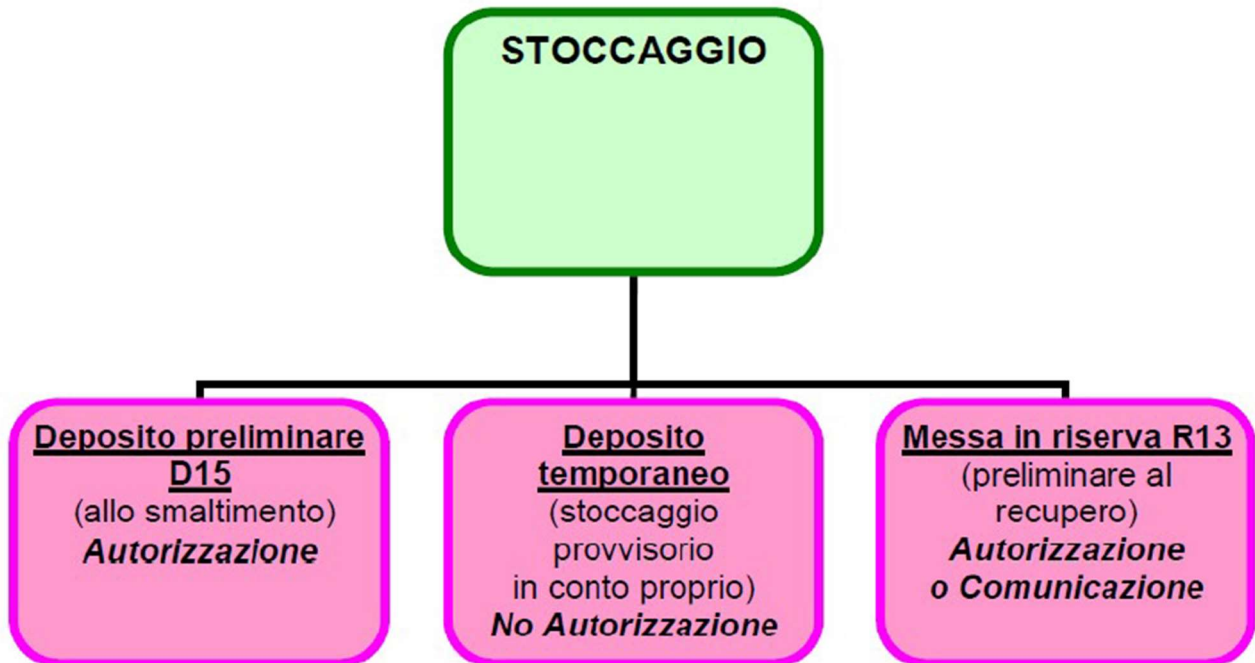 STOCCAGGIO
Deposito preliminare
D15
(allo smaltimento)
Autorizzazione
Deposito
temporaneo
(stoccaggio
provvisorio
in conto proprio)
No Autorizzazione
Messa in riserva R13
(preliminare al
recupero)
Autorizzazione
o Comunicazione